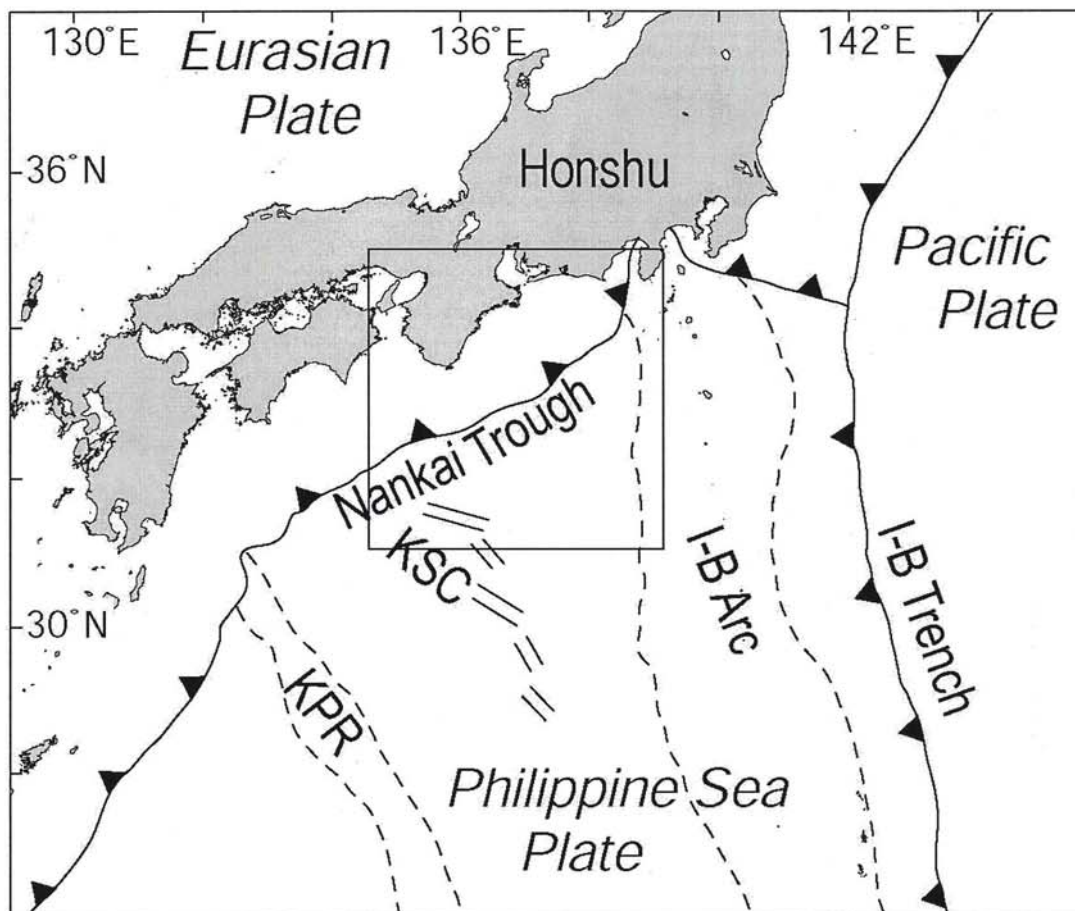 130˚E
136˚E
142˚E
Eurasian
Plate
36˚N
Honshu
Pacific
Plate
Nankai Trough
KSC
I-B Arc
I-B Trench
30˚N
KPR
Philippine Sea
Plate